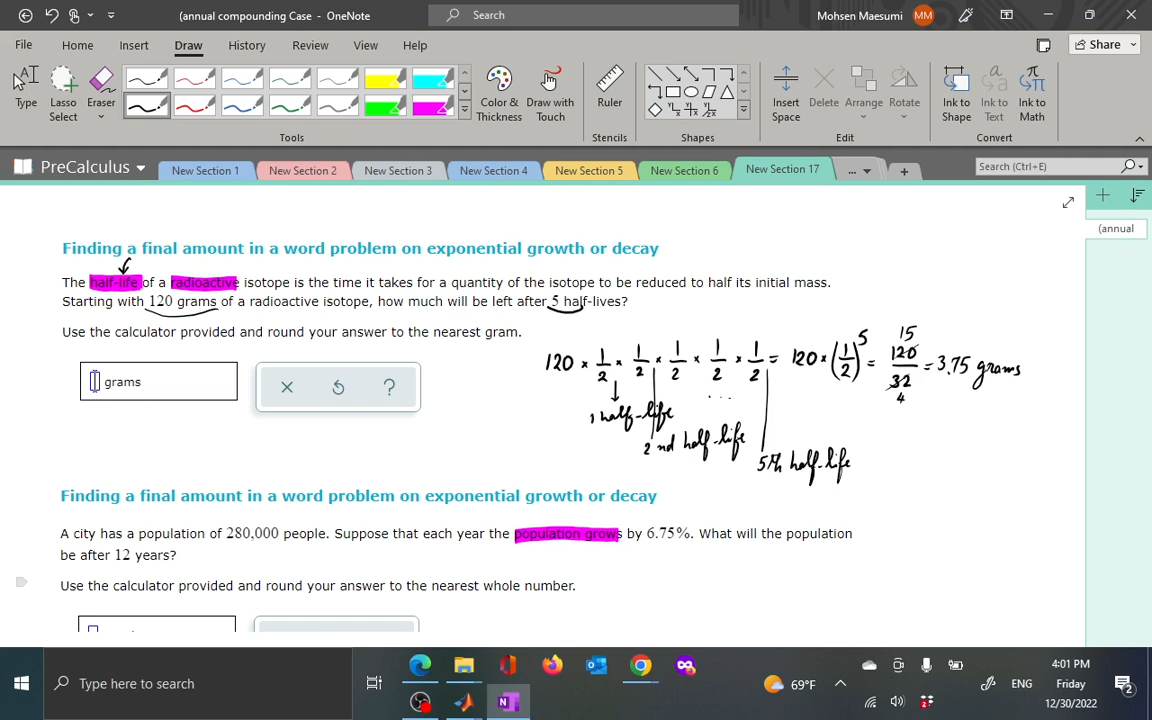 (annual compounding Case - OneNote
Search
Mohsen Maesumi
MM
File
Home
Insert
Draw
History
Review
View
Help
Share
Type
Lasso Select
Eraser
Color & Thickness
Draw with Touch
Ruler
Insert Space
Delete
Arrange
Rotate
Ink to Shape
Ink to Text
Ink to Math
Tools
Stencils
Shapes
Edit
Convert
PreCalculus
New Section 1
New Section 2
New Section 3
New Section 4
New Section 5
New Section 6
New Section 17
...
Search (Ctrl+E)
(annual
Finding a final amount in a word problem on exponential growth or decay
The half-life of a radioactive isotope is the time it takes for a quantity of the isotope to be reduced to half its initial mass.
Starting with 120 grams of a radioactive isotope, how much will be left after 5 half-lives?
Use the calculator provided and round your answer to the nearest gram.
grams
× ?
120 × 1/2 × 1/2 × 1/2 × 1/2 × 1/2 = 120 × (1/2)^5 = 120/32 = 3.75 grams
15
4
1 half-life
...
2nd half-life
5th half-life
Finding a final amount in a word problem on exponential growth or decay
A city has a population of 280,000 people. Suppose that each year the population grows by 6.75%. What will the population
be after 12 years?
Use the calculator provided and round your answer to the nearest whole number.
Type here to search
69°F
ENG
4:01 PM
Friday
12/30/2022
2